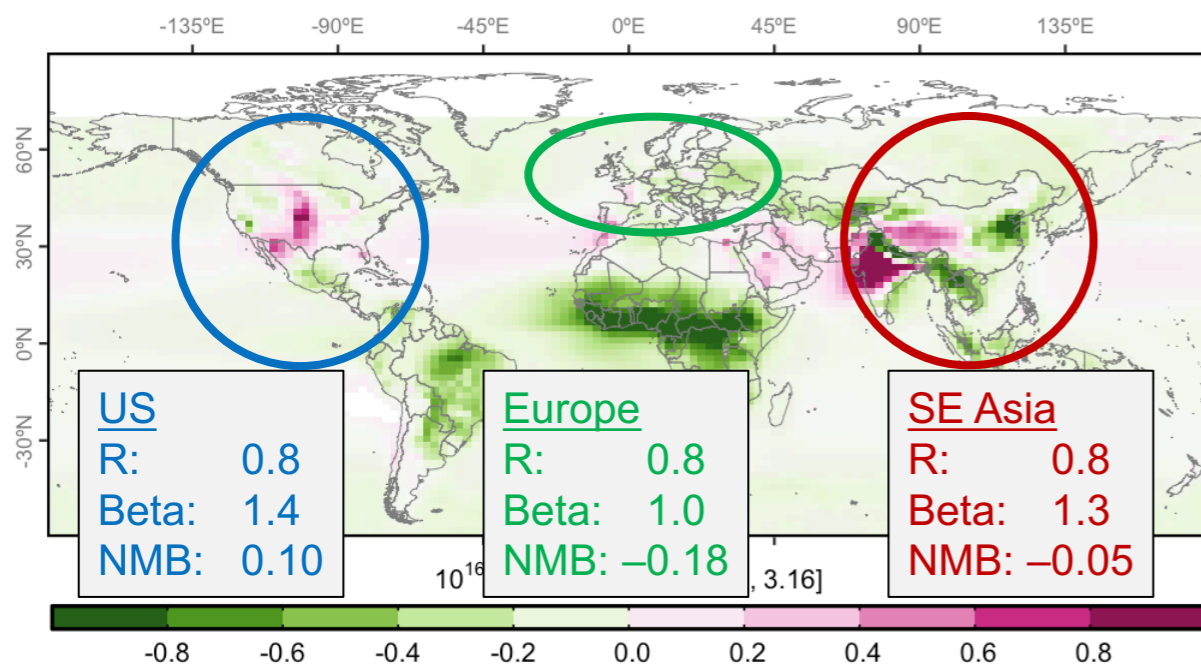 -135ºE -90ºE -45ºE 0ºE 45ºE 90ºE 135ºE
60ºN
30ºN
0ºN
-30ºN
US
R: 0.8
Beta: 1.4
NMB: 0.10
Europe
R: 0.8
Beta: 1.0
NMB: –0.18
SE Asia
R: 0.8
Beta: 1.3
NMB: –0.05
10¹⁶ , 3.16]
-0.8 -0.6 -0.4 -0.2 0.0 0.2 0.4 0.6 0.8